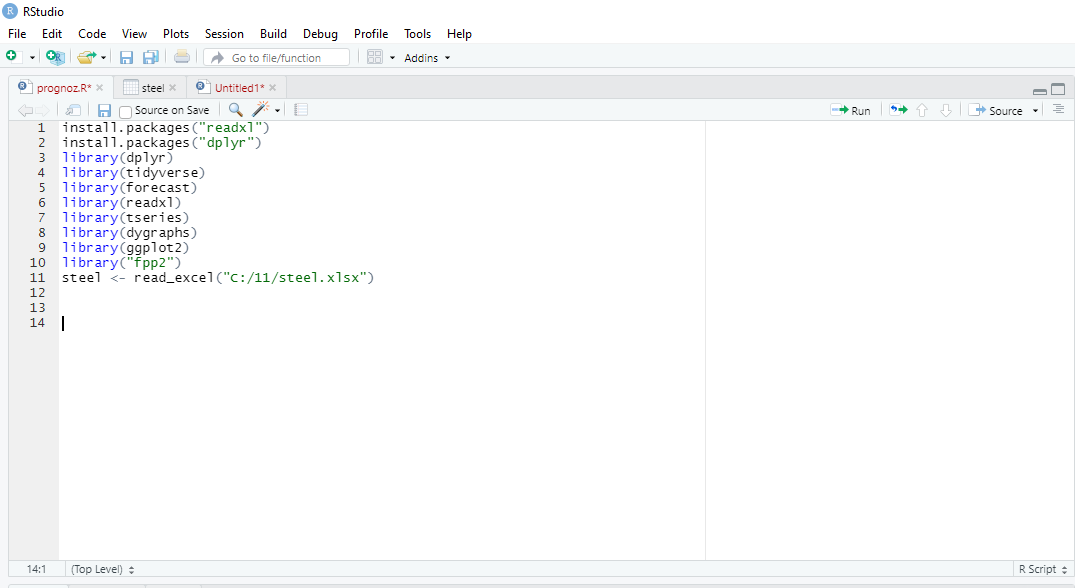 RStudio
File Edit Code View Plots Session Build Debug Profile Tools Help
Go to file/function Addins
prognoz.R* steel Untitled1*
Source on Save Run Source
1 install.packages("readxl")
2 install.packages("dplyr")
3 library(dplyr)
4 library(tidyverse)
5 library(forecast)
6 library(readxl)
7 library(tseries)
8 library(dygraphs)
9 library(ggplot2)
10 library("fpp2")
11 steel <- read_excel("C:/11/steel.xlsx")
12
13
14
14:1 (Top Level) R Script